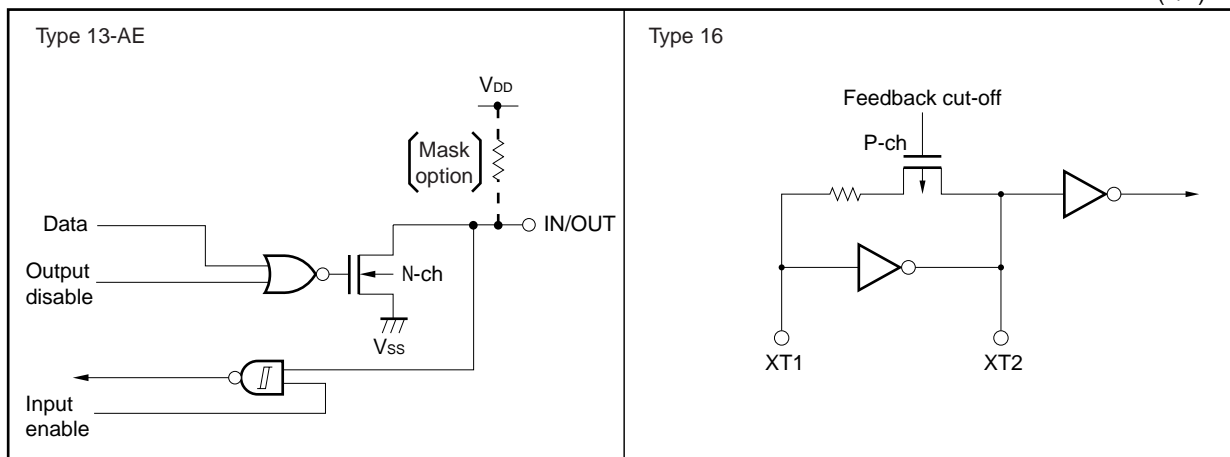 Type 13-AE
VDD
Mask
option
Data
IN/OUT
Output
disable
N-ch
VSS
Input
enable
Type 16
Feedback cut-off
P-ch
XT1
XT2